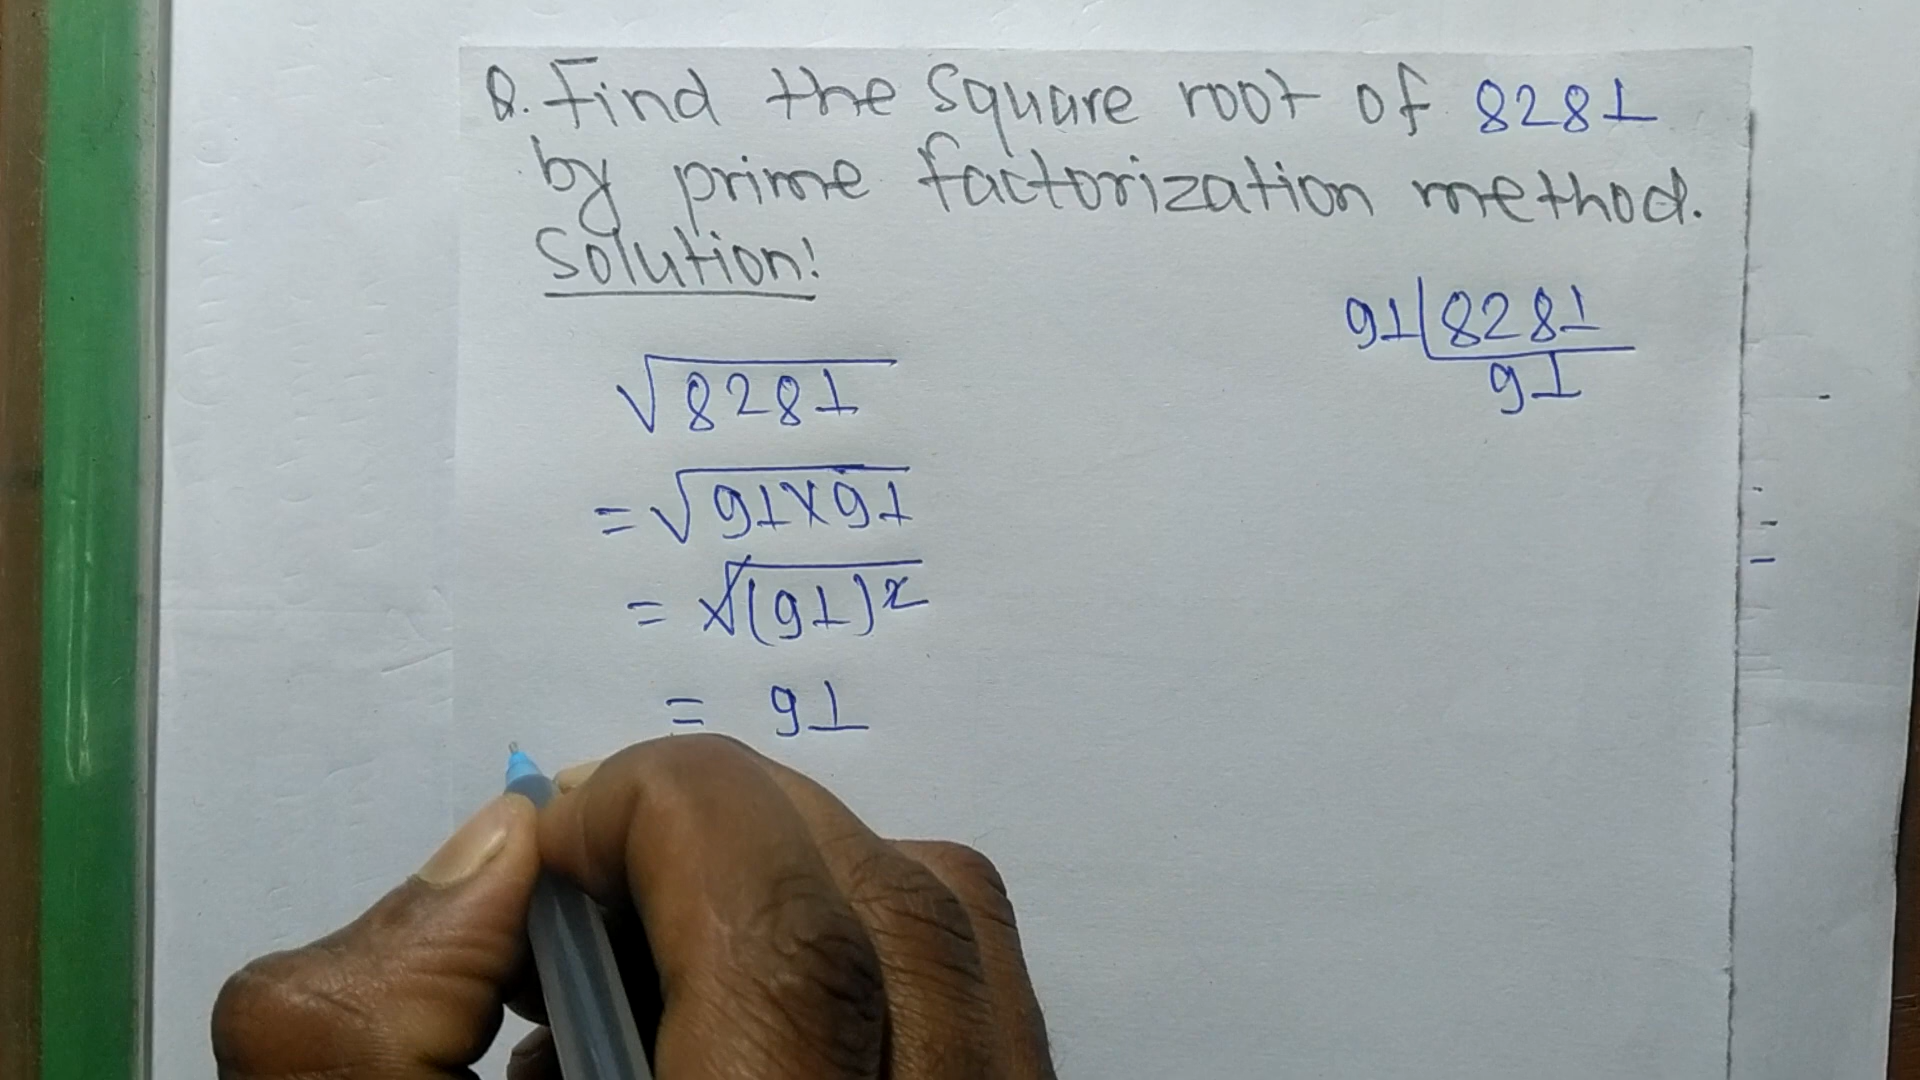 Q. Find the square root of 8281
by prime factorization method.
Solution:
91 | 8281
91
√8281
= √91×91
= √(91)²
= 91